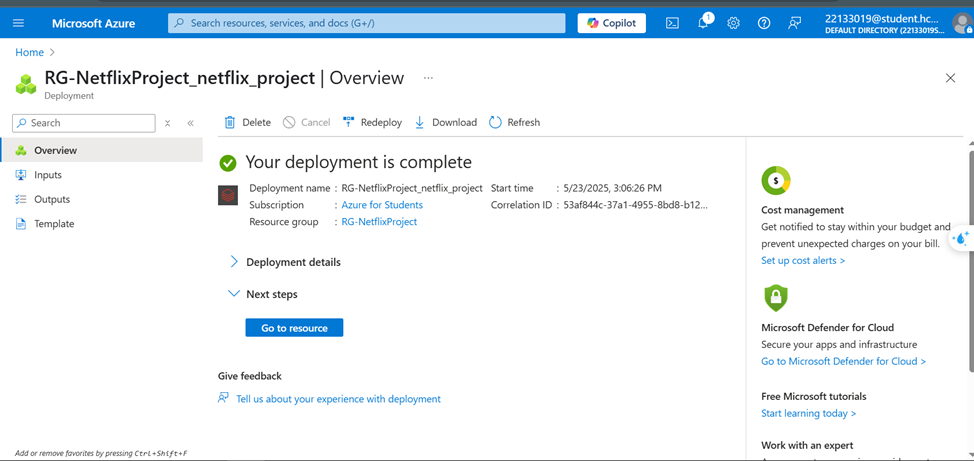 Microsoft Azure
Search resources, services, and docs (G+/)
Copilot
1
22133019@student.hc...
DEFAULT DIRECTORY (22133019S...
Home >
RG-NetflixProject_netflix_project | Overview ...
Deployment
Search
Overview
Inputs
Outputs
Template
Add or remove favorites by pressing Ctrl+Shift+F
Delete
Cancel
Redeploy
Download
Refresh
Your deployment is complete
Deployment name : RG-NetflixProject_netflix_project
Subscription : Azure for Students
Resource group : RG-NetflixProject
Start time : 5/23/2025, 3:06:26 PM
Correlation ID : 53af844c-37a1-4955-8bd8-b12...
Deployment details
Next steps
Go to resource
Give feedback
Tell us about your experience with deployment
Cost management
Get notified to stay within your budget and
prevent unexpected charges on your bill.
Set up cost alerts >
Microsoft Defender for Cloud
Secure your apps and infrastructure
Go to Microsoft Defender for Cloud >
Free Microsoft tutorials
Start learning today >
Work with an expert